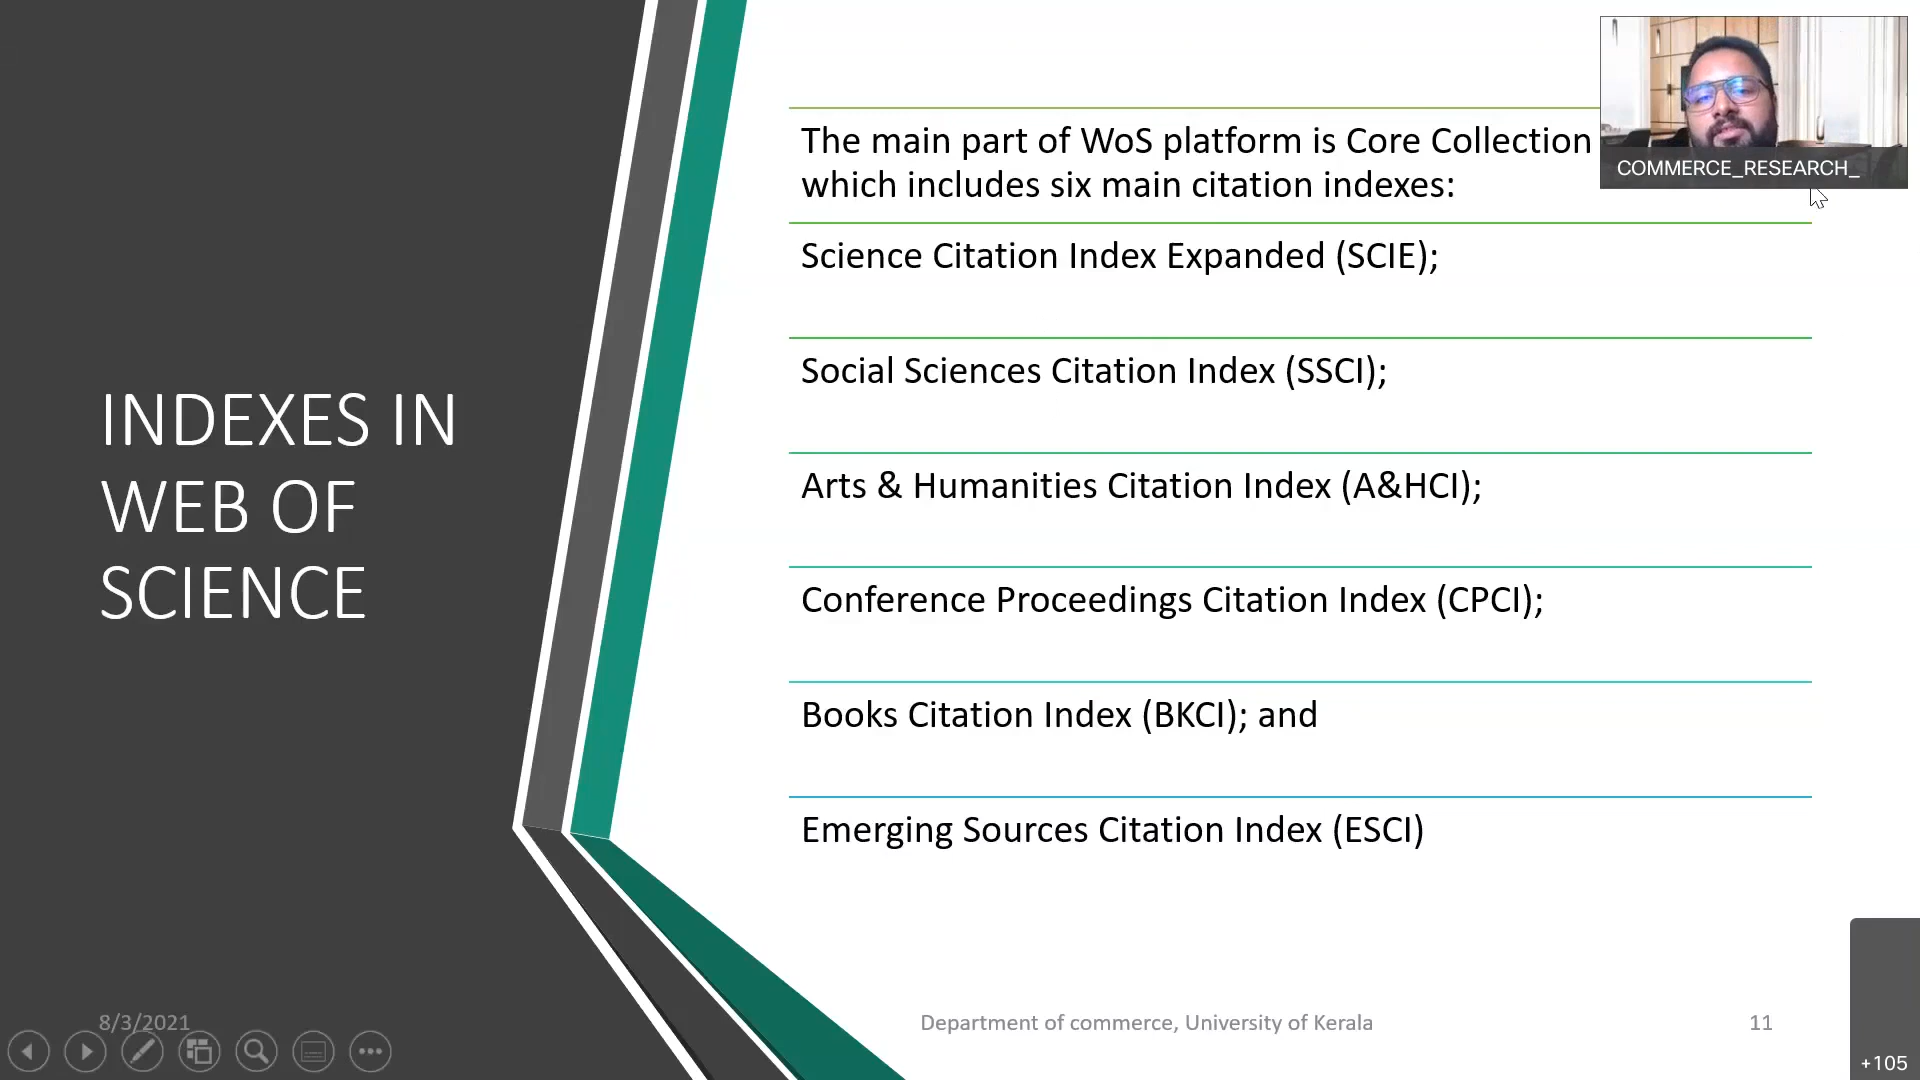 INDEXES IN
WEB OF
SCIENCE
The main part of WoS platform is Core Collection
which includes six main citation indexes:
Science Citation Index Expanded (SCIE);
Social Sciences Citation Index (SSCI);
Arts & Humanities Citation Index (A&HCI);
Conference Proceedings Citation Index (CPCI);
Books Citation Index (BKCI); and
Emerging Sources Citation Index (ESCI)
COMMERCE_RESEARCH_
8/3/2021
Department of commerce, University of Kerala
11
+105